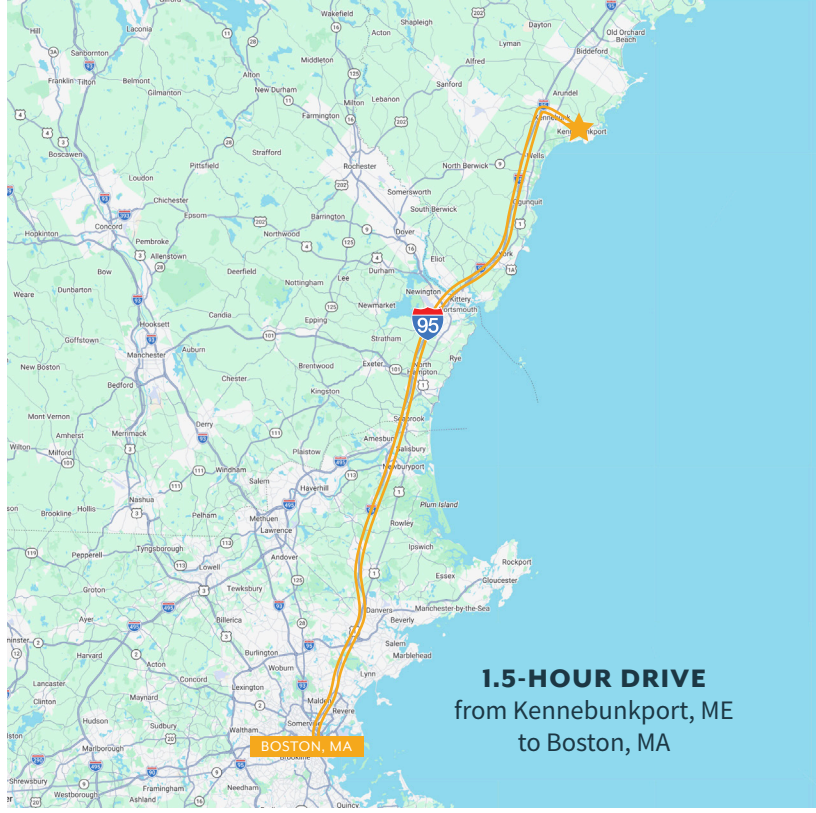 Wakefield
Shapleigh
Dayton
Hill
Laconia
Acton
Old Orchard
Beach
Lyman
Sanbornton
Middleton
Alfred
Biddeford
Franklin
Tilton
Belmont
Alton
Gilmanton
New Durham
Milton
Lebanon
Sanford
Arundel
Farmington
Kennebunk
Kennebunkport
Boscawen
Strafford
Wells
Pittsfield
Rochester
North Berwick
Loudon
Somersworth
Chichester
South Berwick
Ogunquit
Epsom
Barrington
Concord
Hopkinton
Northwood
Dover
Pembroke
Allenstown
York
Eliot
Bow
Deerfield
Lee
Durham
Dunbarton
Nottingham
Weare
Newington
Kittery
Newmarket
Portsmouth
Candia
Epping
95
Hooksett
Stratham
Goffstown
Manchester
Auburn
Rye
Brentwood
Exeter
North
Hampton
New Boston
Bedford
Chester
Kingston
Mont Vernon
Seabrook
Derry
Amherst
Merrimack
Amesbury
Salisbury
Wilton
Milford
Plaistow
Newburyport
Windham
Salem
Haverhill
Nashua
Plum Island
Brookline
Hollis
Pelham
Methuen
Rowley
Lawrence
Tyngsborough
Ipswich
Pepperell
Andover
Rockport
Lowell
Essex
Gloucester
Groton
Tewksbury
Danvers
Manchester-by-the-Sea
Ayer
Billerica
Beverly
Salem
Harvard
Burlington
Marblehead
Acton
Woburn
Lancaster
Concord
Lexington
Lynn
Clinton
Maynard
Malden
Revere
Hudson
Sudbury
Waltham
Somerville
Marlborough
BOSTON, MA
Brookline
Shrewsbury
Framingham
Needham
Ashland
Quincy
1.5-HOUR DRIVE
from Kennebunkport, ME
to Boston, MA